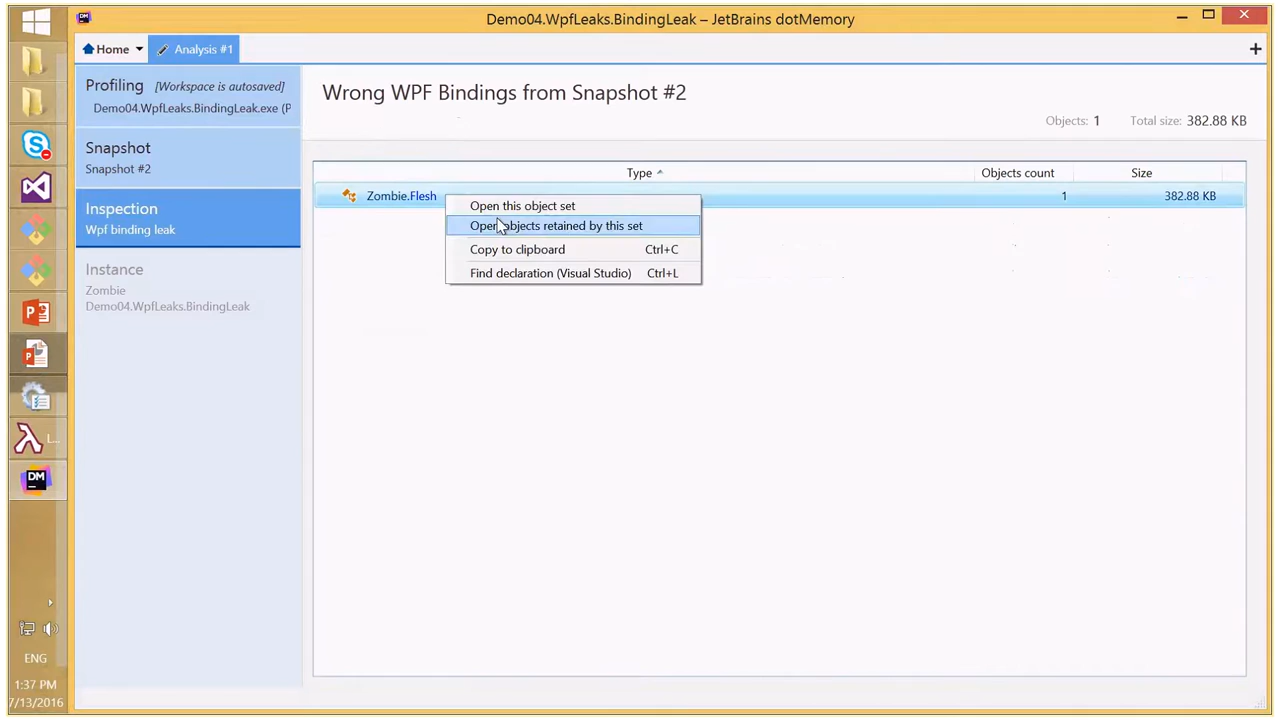 Demo04.WpfLeaks.BindingLeak – JetBrains dotMemory
Home
Analysis #1
Profiling [Workspace is autosaved]
Demo04.WpfLeaks.BindingLeak.exe (P
Snapshot
Snapshot #2
Inspection
Wpf binding leak
Instance
Zombie
Demo04.WpfLeaks.BindingLeak
Wrong WPF Bindings from Snapshot #2
Objects: 1 Total size: 382.88 KB
Type Objects count Size
Zombie.Flesh 1 382.88 KB
Open this object set
Open objects retained by this set
Copy to clipboard Ctrl+C
Find declaration (Visual Studio) Ctrl+L
L...
DM
ENG
1:37 PM
7/13/2016